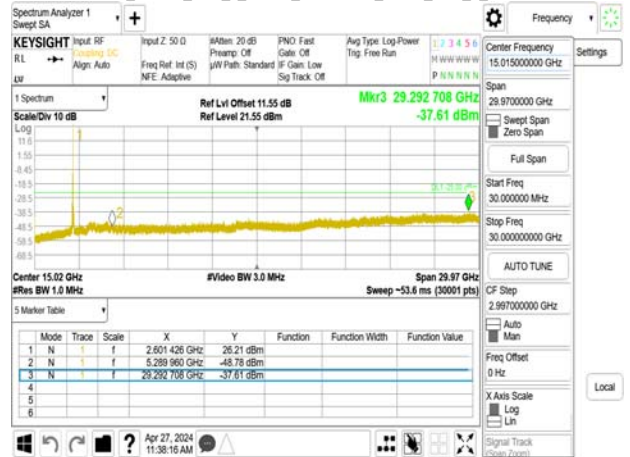 Spectrum Analyzer 1
Swept SA
Frequency
KEYSIGHT
Input: RF
Coupling: DC
Align: Auto
Input Z: 50 Ω
Freq Ref: Int (S)
NFE: Adaptive
#Atten: 20 dB
Preamp: Off
µW Path: Standard
PNO: Fast
Gate: Off
IF Gain: Low
Sig Track: Off
Avg Type: Log-Power
Trig: Free Run
1 2 3 4 5 6
M W W W W W
P N N N N N
RL
Settings
Center Frequency
15.015000000 GHz
Span
29.9700000 GHz
Swept Span
Zero Span
Full Span
Start Freq
30.000000 MHz
Stop Freq
30.000000000 GHz
AUTO TUNE
CF Step
2.997000000 GHz
Auto
Man
Freq Offset
0 Hz
X Axis Scale
Log
Lin
Signal Track
(Span Zoom)
Local
1 Spectrum
Scale/Div 10 dB
Ref Lvl Offset 11.55 dB
Ref Level 21.55 dBm
Mkr3 29.292 708 GHz
-37.61 dBm
Log
11.6
1.55
-8.45
-18.5
-28.5
-38.5
-48.5
-58.5
-68.5
1
2
3
Center 15.02 GHz
#Res BW 1.0 MHz
#Video BW 3.0 MHz
Span 29.97 GHz
Sweep ~53.6 ms (30001 pts)
5 Marker Table
Mode Trace Scale X Y Function Function Width Function Value
1 N 1 f 2.601 426 GHz 26.21 dBm
2 N 1 f 5.289 960 GHz -48.78 dBm
3 N 1 f 29.292 708 GHz -37.61 dBm
4
5
6
?
Apr 27, 2024
11:38:16 AM